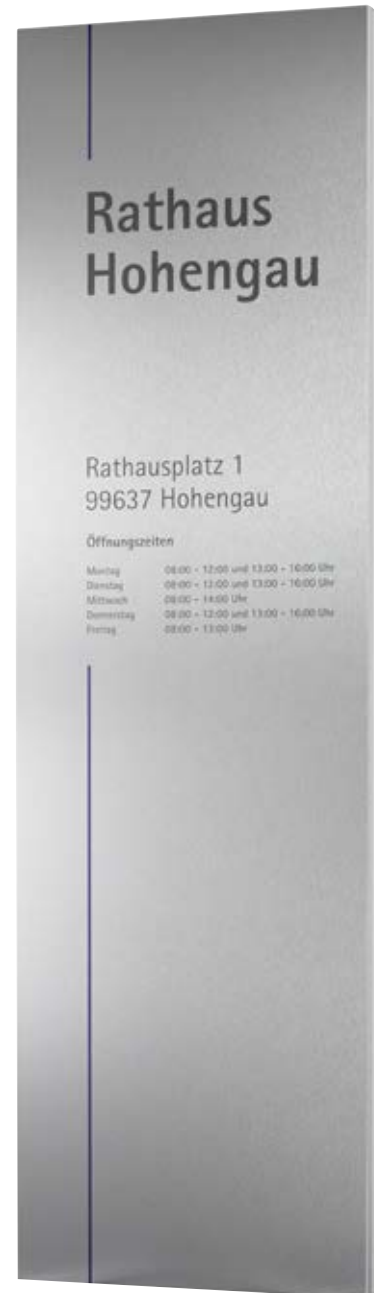 Rathaus
Hohengau
Rathausplatz 1
99637 Hohengau
Öffnungszeiten
Montag 08:00 - 12:00 und 13:00 - 16:00 Uhr
Dienstag 08:00 - 12:00 und 13:00 - 16:00 Uhr
Mittwoch 08:00 - 14:00 Uhr
Donnerstag 08:00 - 12:00 und 13:00 - 16:00 Uhr
Freitag 08:00 - 13:00 Uhr